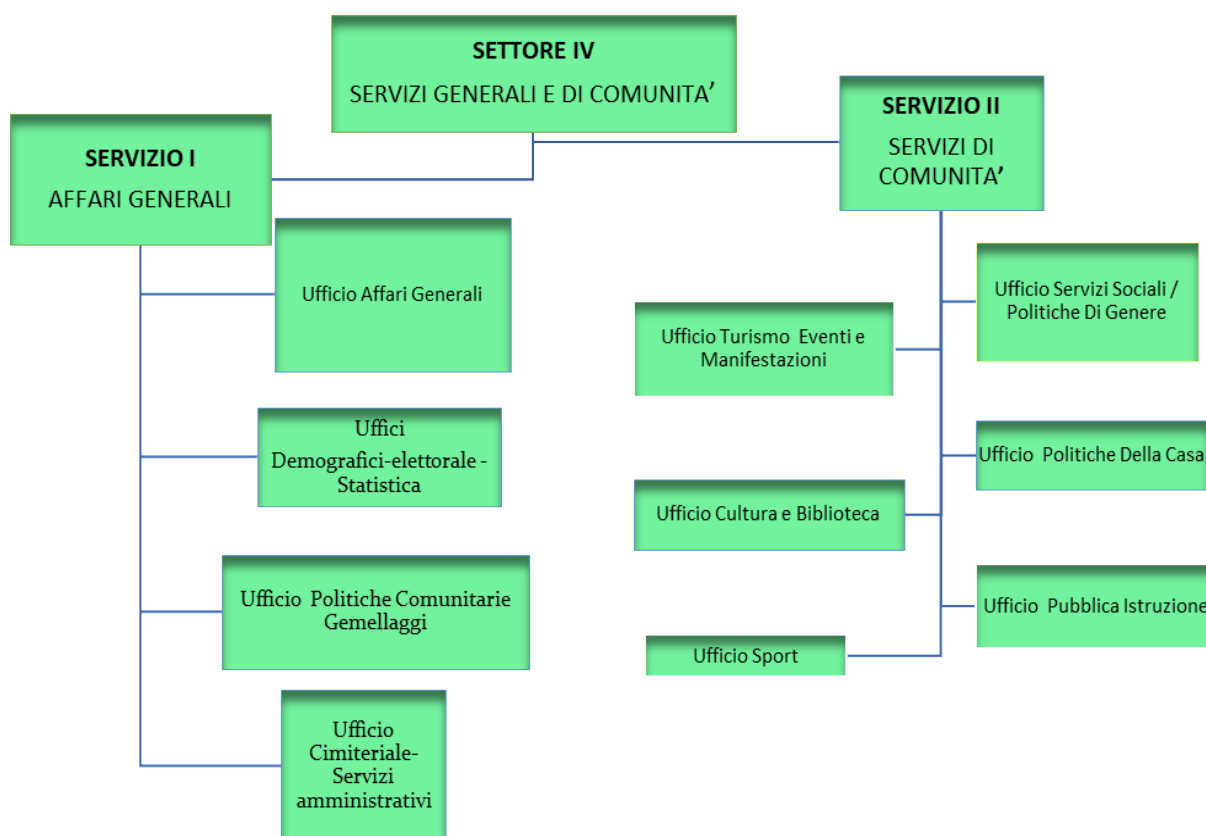 SETTORE IV
SERVIZI GENERALI E DI COMUNITA’
SERVIZIO I
AFFARI GENERALI
Ufficio Affari Generali
Uffici
Demografici-elettorale -
Statistica
Ufficio Politiche Comunitarie
Gemellaggi
Ufficio
Cimiteriale-
Servizi
amministrativi
SERVIZIO II
SERVIZI DI
COMUNITA’
Ufficio Turismo Eventi e
Manifestazioni
Ufficio Cultura e Biblioteca
Ufficio Sport
Ufficio Servizi Sociali /
Politiche Di Genere
Ufficio Politiche Della Casa
Ufficio Pubblica Istruzione